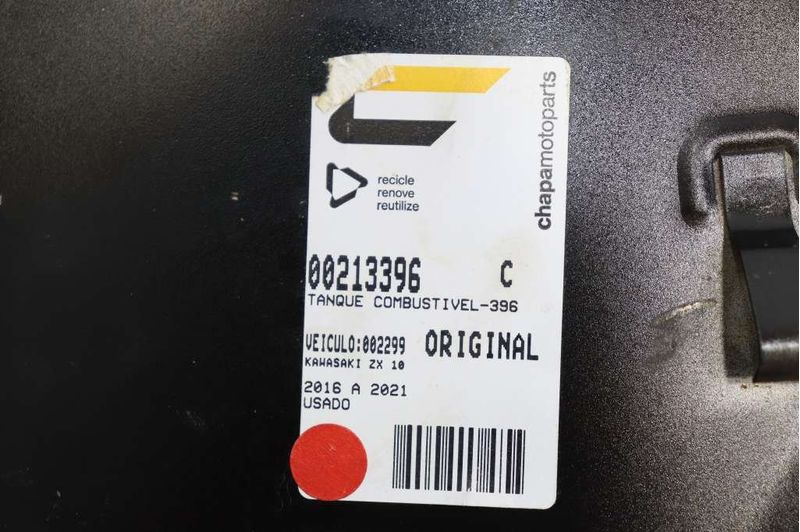 chapamotoparts
recicle
renove
reutilize
00213396 C
TANQUE COMBUSTIVEL-396
VEICULO:002299 ORIGINAL
KAWASAKI ZX 10
2016 A 2021
USADO